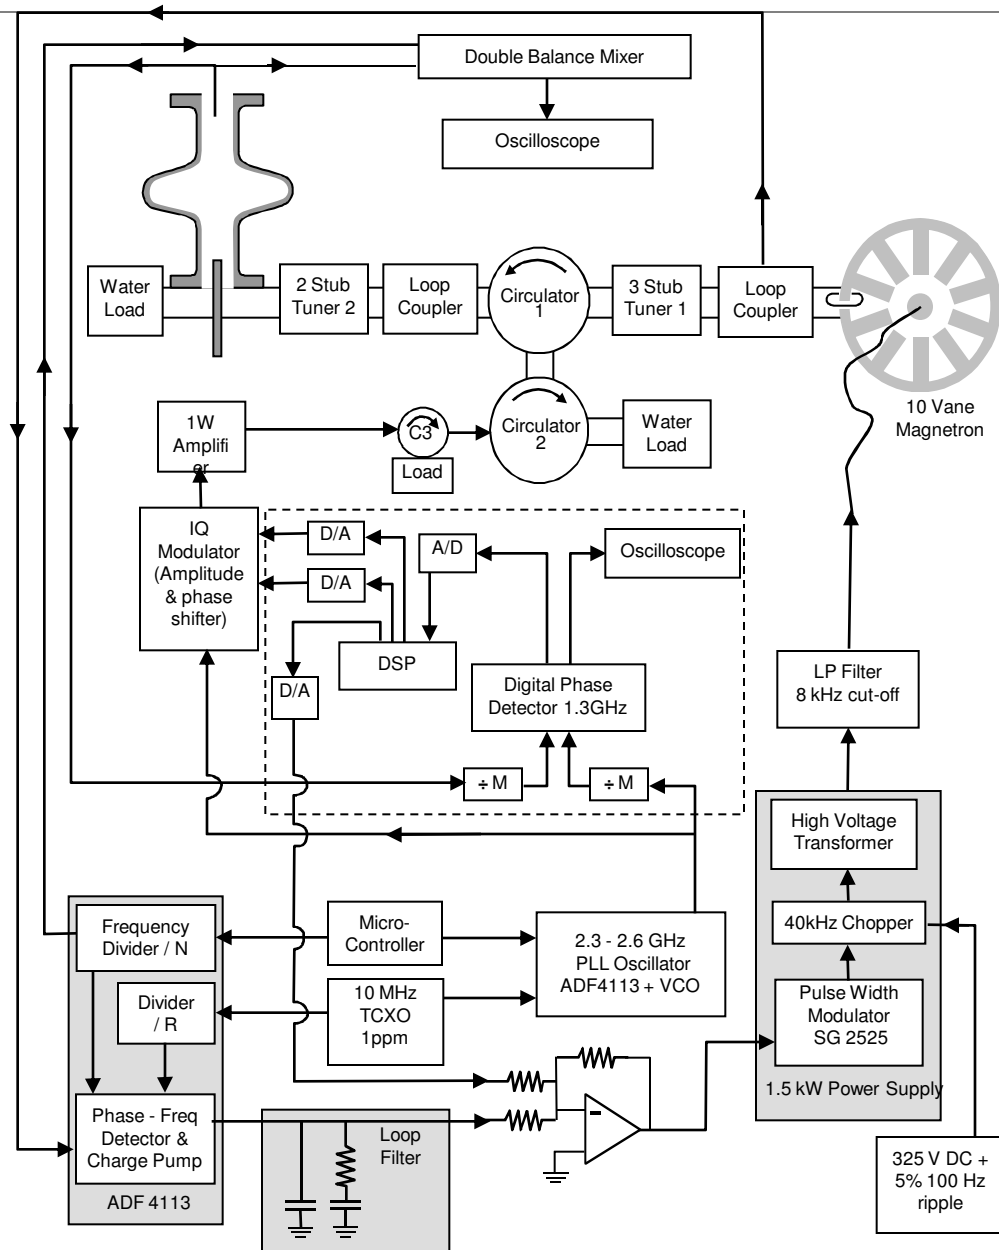 Double Balance Mixer
Oscilloscope
Water
Load
2 Stub
Tuner 2
Loop
Coupler
Circulator
1
3 Stub
Tuner 1
Loop
Coupler
10 Vane
Magnetron
1W
Amplifi
er
C3
Load
Circulator
2
Water
Load
IQ
Modulator
(Amplitude
& phase
shifter)
D/A
D/A
A/D
Oscilloscope
DSP
D/A
Digital Phase
Detector 1.3GHz
÷ M
÷ M
LP Filter
8 kHz cut-off
High Voltage
Transformer
40kHz Chopper
Pulse Width
Modulator
SG 2525
1.5 kW Power Supply
Frequency
Divider / N
Micro-
Controller
2.3 - 2.6 GHz
PLL Oscillator
ADF4113 + VCO
Divider
/ R
10 MHz
TCXO
1ppm
Phase - Freq
Detector &
Charge Pump
ADF 4113
Loop
Filter
325 V DC +
5% 100 Hz
ripple